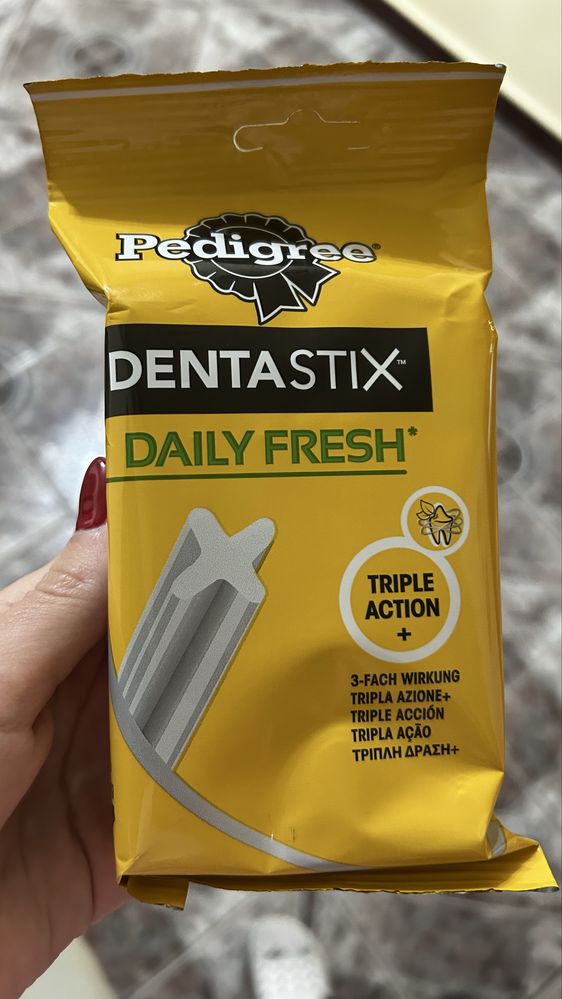 Pedigree®
DENTASTIX™
DAILY FRESH*
TRIPLE
ACTION
+
3-FACH WIRKUNG
TRIPLA AZIONE+
TRIPLE ACCIÓN
TRIPLA AÇÃO
ΤΡΙΠΛΗ ΔΡΑΣΗ+